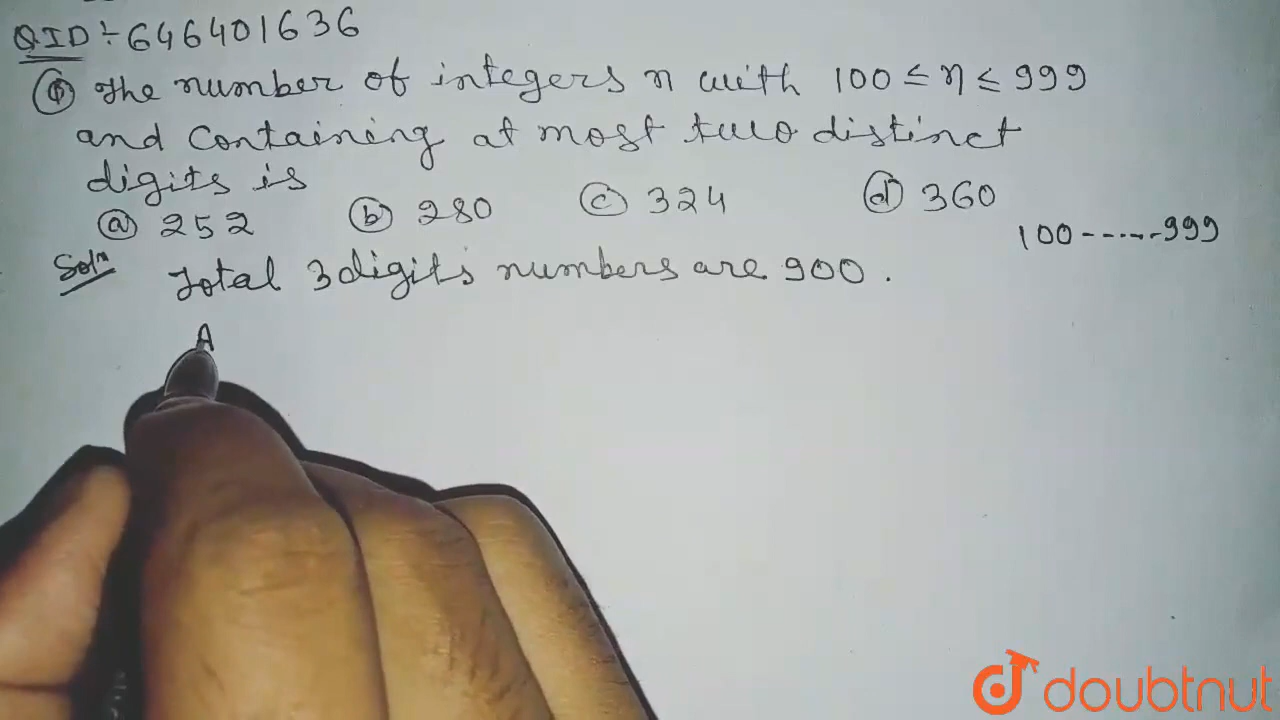 QID:- 646401636
Q The number of integers n with 100 ≤ n ≤ 999
and containing at most two distinct
digits is
(a) 252 (b) 280 (c) 324 (d) 360
100------999
Soln Total 3 digits numbers are 900.
A
doubtnut